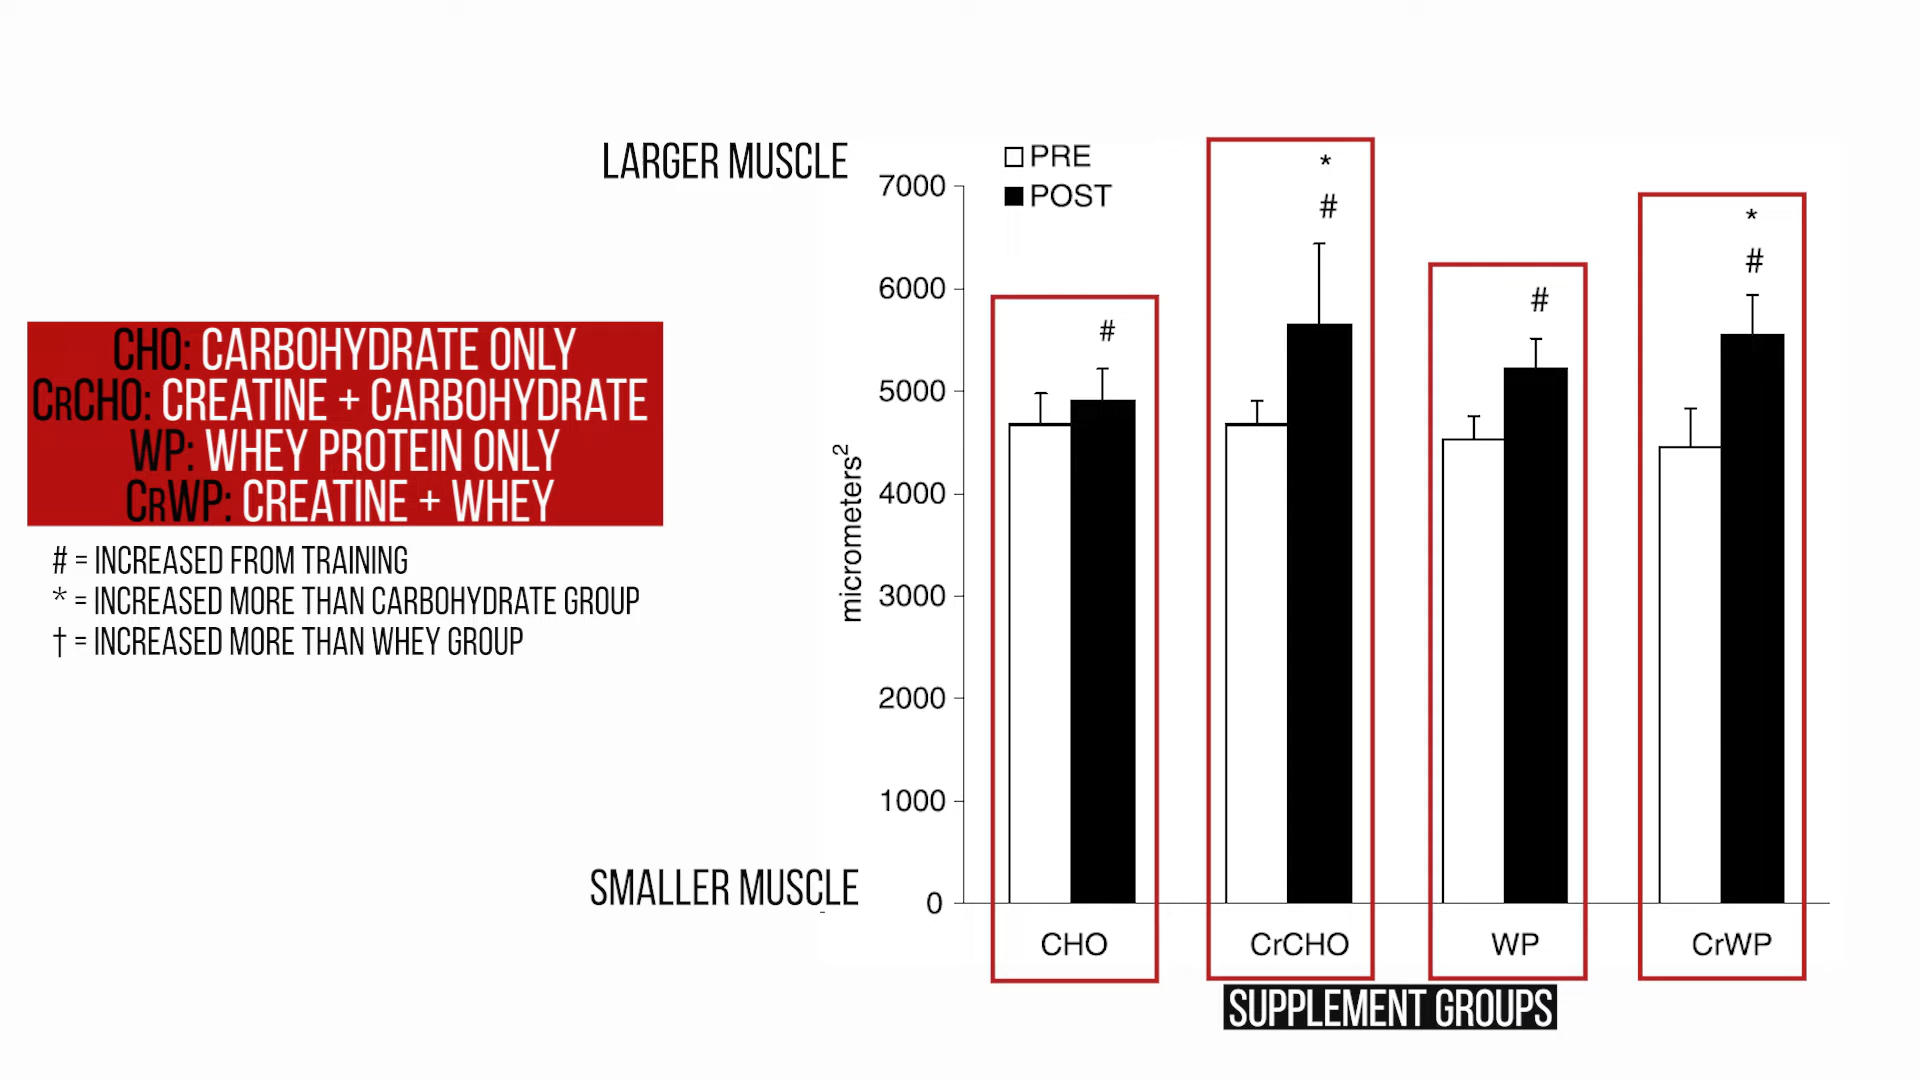 LARGER MUSCLE
CHO: CARBOHYDRATE ONLY
CrCHO: CREATINE + CARBOHYDRATE
WP: WHEY PROTEIN ONLY
CrWP: CREATINE + WHEY
# = INCREASED FROM TRAINING
* = INCREASED MORE THAN CARBOHYDRATE GROUP
† = INCREASED MORE THAN WHEY GROUP
SMALLER MUSCLE
PRE
POST
micrometers²
7000
6000
5000
4000
3000
2000
1000
0
#
*
#
#
*
#
CHO
CrCHO
WP
CrWP
SUPPLEMENT GROUPS